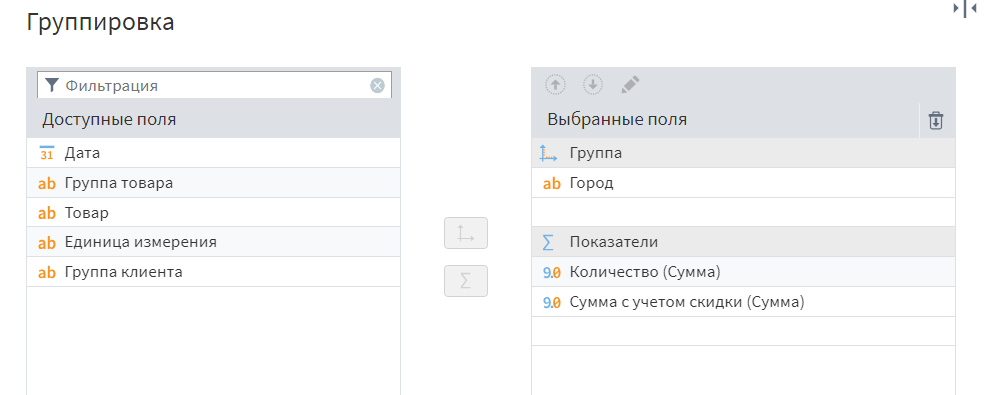 Группировка
Фильтрация
Доступные поля
31 Дата
ab Группа товара
ab Товар
ab Единица измерения
ab Группа клиента
Выбранные поля
Группа
ab Город
Σ
Σ Показатели
9.0 Количество (Сумма)
9.0 Сумма с учетом скидки (Сумма)